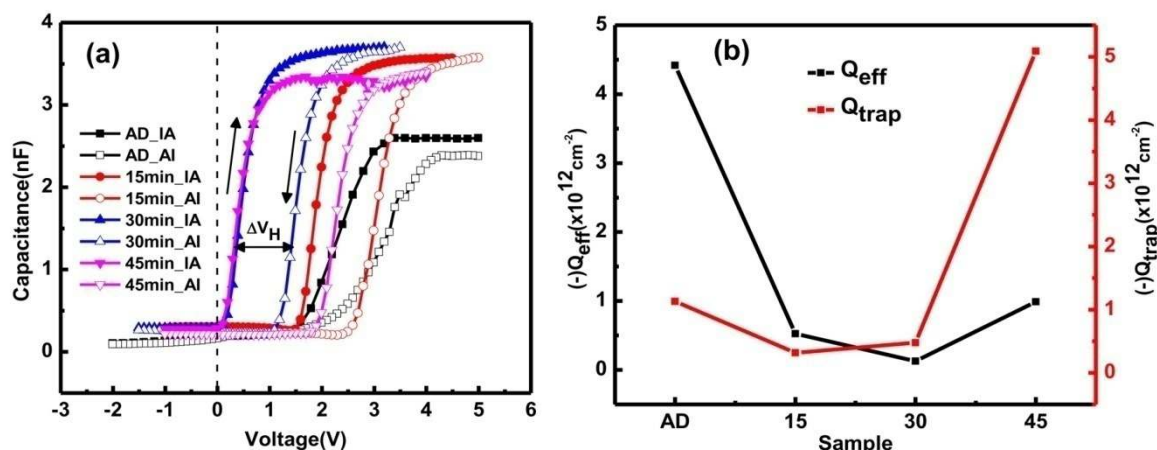 (a)
4
3
2
1
0
Capacitance(nF)
AD_IA
AD_AI
15min_IA
15min_AI
30min_IA
30min_AI
45min_IA
45min_AI
ΔV_H
-3 -2 -1 0 1 2 3 4 5 6
Voltage(V)
(b)
5
4
3
2
1
0
(-)Q_eff(x10^12cm^-2)
Q_eff
Q_trap
5
4
3
2
1
0
(-)Q_trap(x10^12cm^-2)
AD 15 30 45
Sample